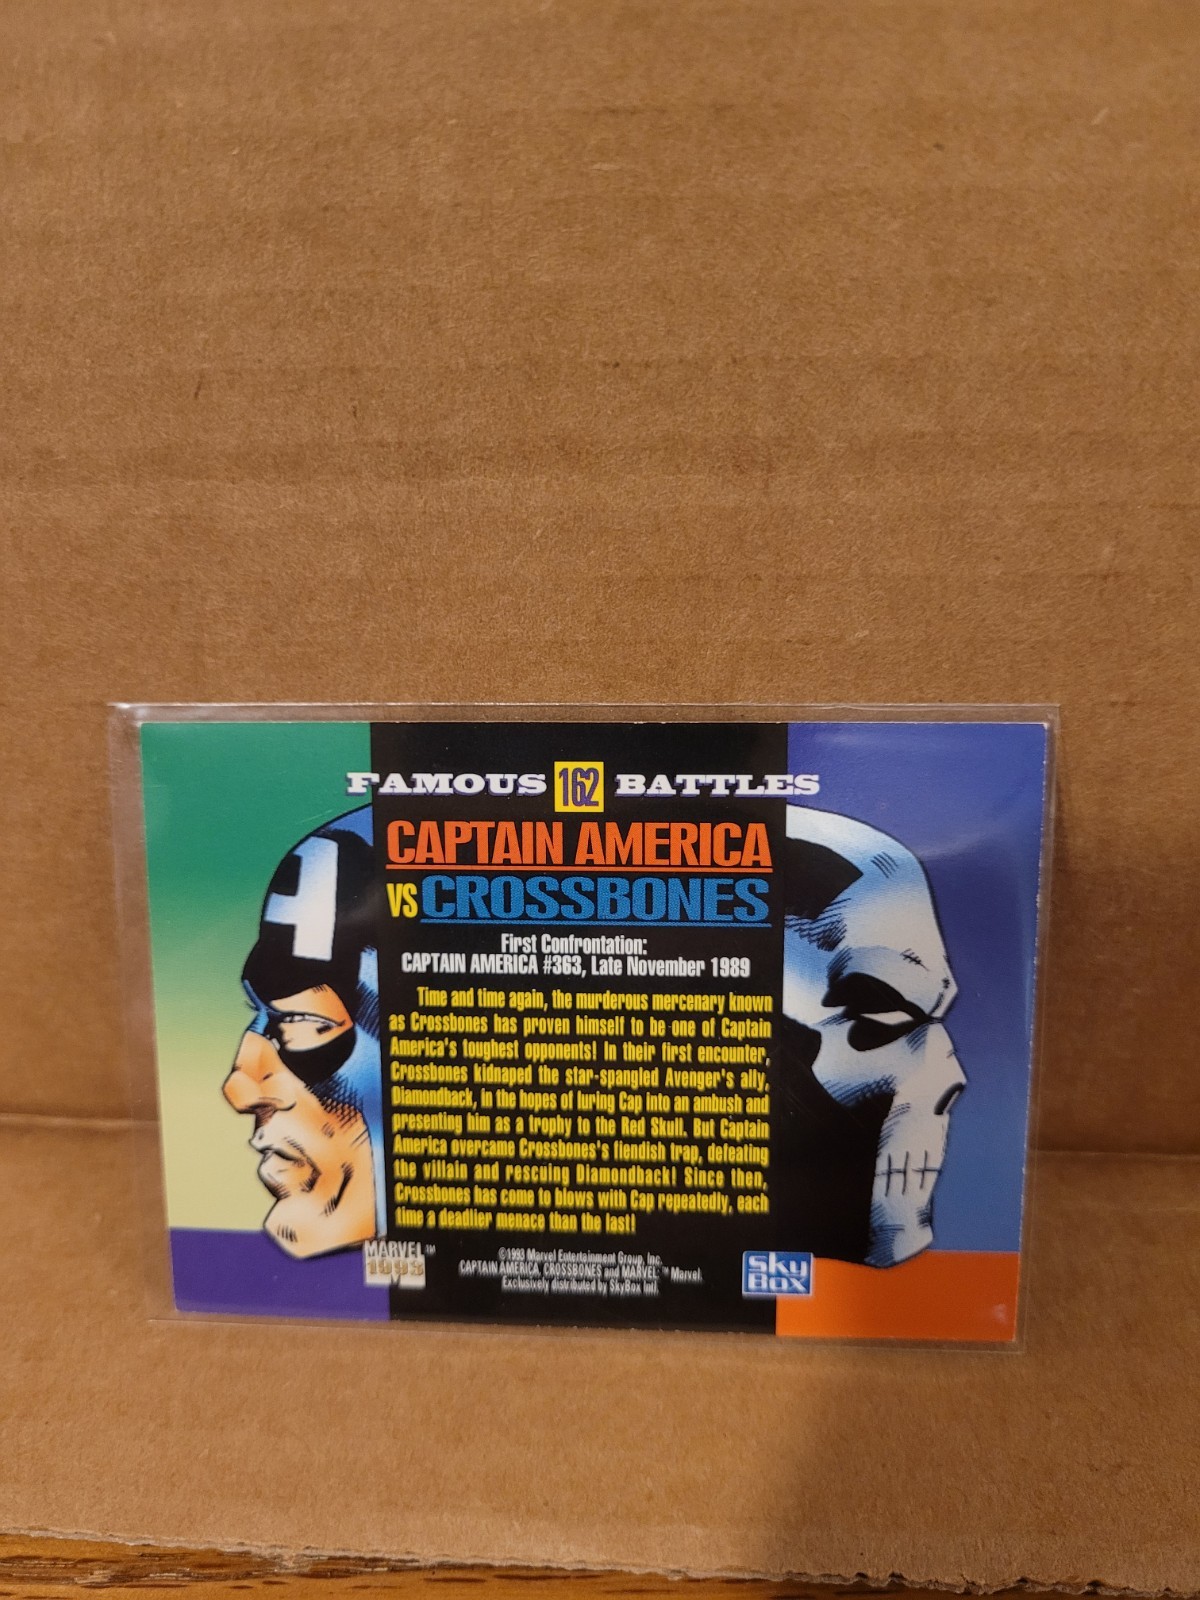 FAMOUS 162 BATTLES
CAPTAIN AMERICA
VS CROSSBONES
First Confrontation:
CAPTAIN AMERICA #363, Late November 1989
Time and time again, the murderous mercenary known
as Crossbones has proven himself to be one of Captain
America's toughest opponents! In their first encounter,
Crossbones kidnaped the star-spangled Avenger's ally,
Diamondback, in the hopes of luring Cap into an ambush and
presenting him as a trophy to the Red Skull. But Captain
America overcame Crossbones's fiendish trap, defeating
the villain and rescuing Diamondback! Since then,
Crossbones has come to blows with Cap repeatedly, each
time a deadlier menace than the last!
MARVEL™
1993
©1993 Marvel Entertainment Group, Inc.
CAPTAIN AMERICA, CROSSBONES and MARVEL: ™ Marvel.
Exclusively distributed by SkyBox Intl.
SKY
BOX
A